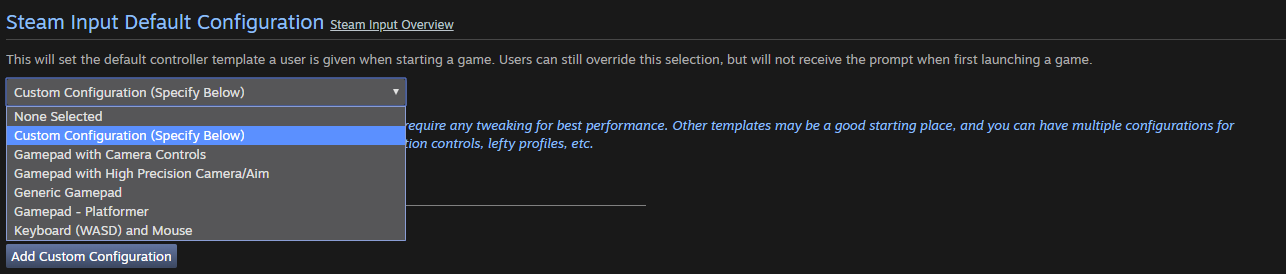 Steam Input Default Configuration Steam Input Overview
This will set the default controller template a user is given when starting a game. Users can still override this selection, but will not receive the prompt when first launching a game.
Custom Configuration (Specify Below)
None Selected
Custom Configuration (Specify Below)
require any tweaking for best performance. Other templates may be a good starting place, and you can have multiple configurations for
Gamepad with Camera Controls
tion controls, lefty profiles, etc.
Gamepad with High Precision Camera/Aim
Generic Gamepad
Gamepad - Platformer
Keyboard (WASD) and Mouse
Add Custom Configuration